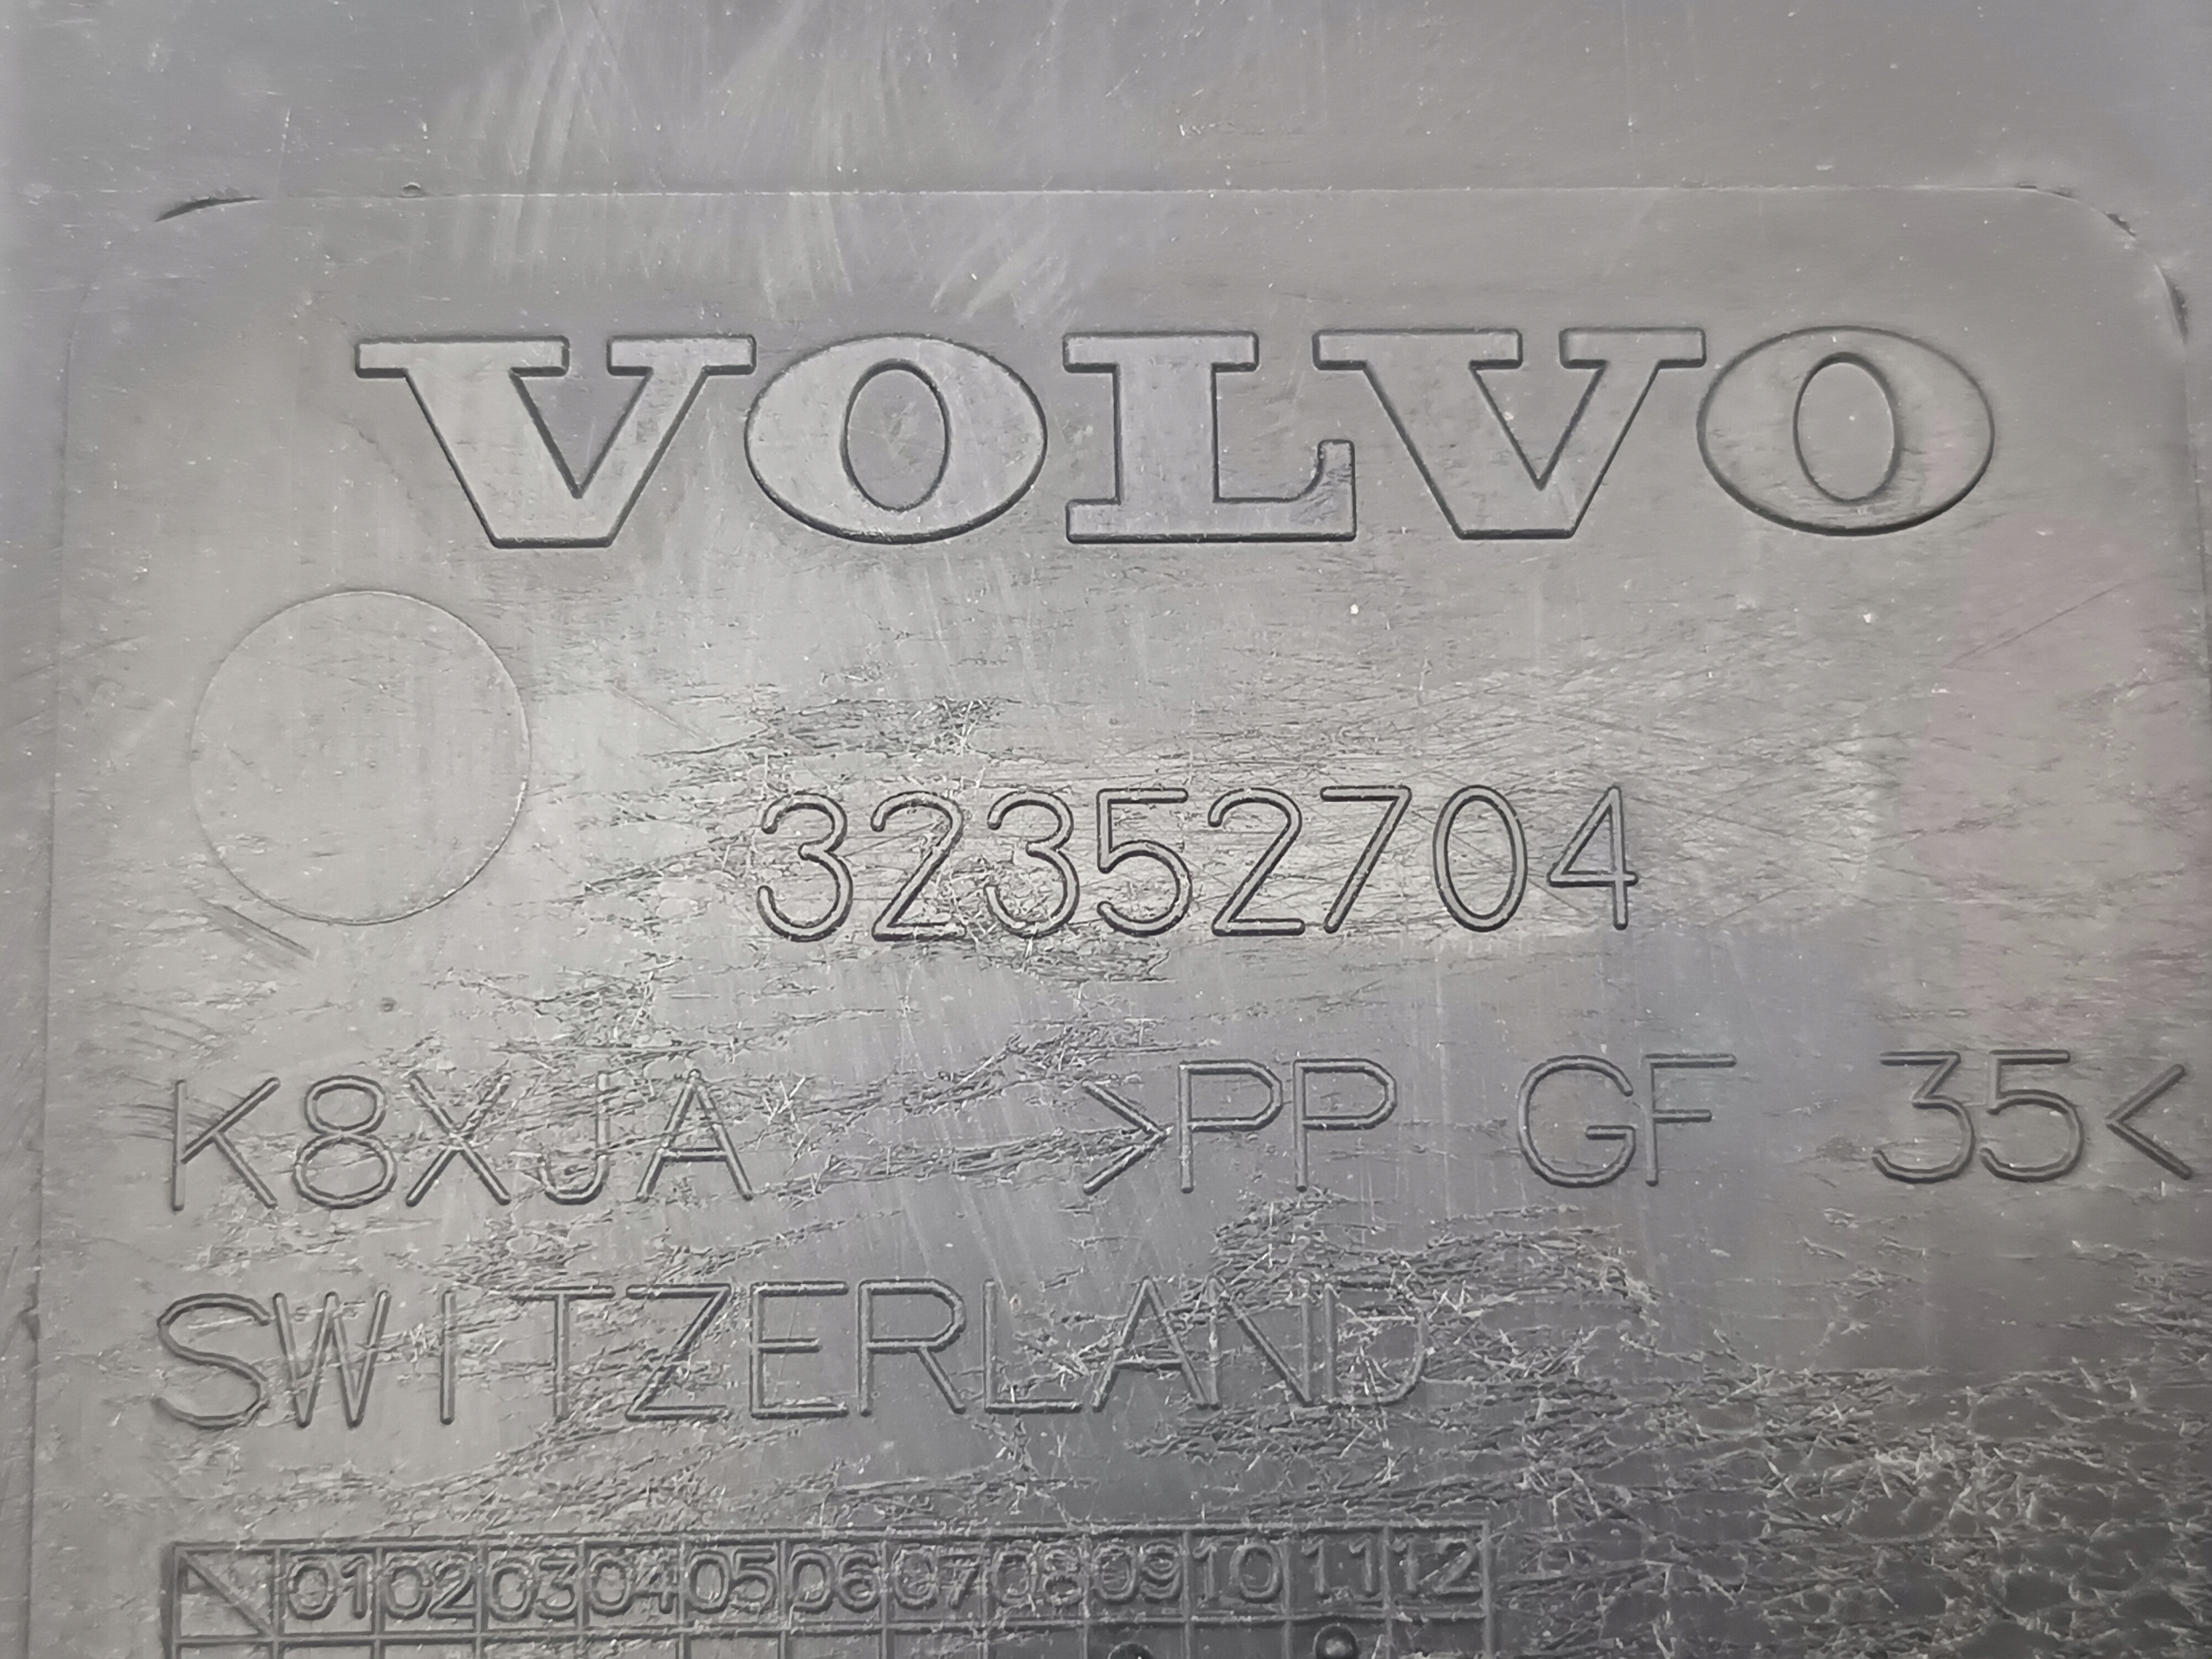 VOLVO
32352704
K8XJA >PP GF 35<
SWITZERLAND
01 02 03 04 05 06 07 08 09 10 11 12